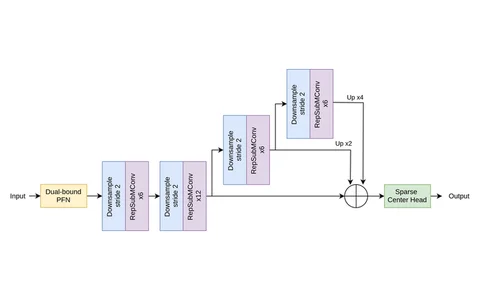 Input
Dual-bound
PFN
Downsample
stride 2
RepSubMConv
x6
Downsample
stride 2
RepSubMConv
x12
Downsample
stride 2
RepSubMConv
x6
Downsample
stride 2
RepSubMConv
x6
Up x4
Up x2
Sparse
Center Head
Output